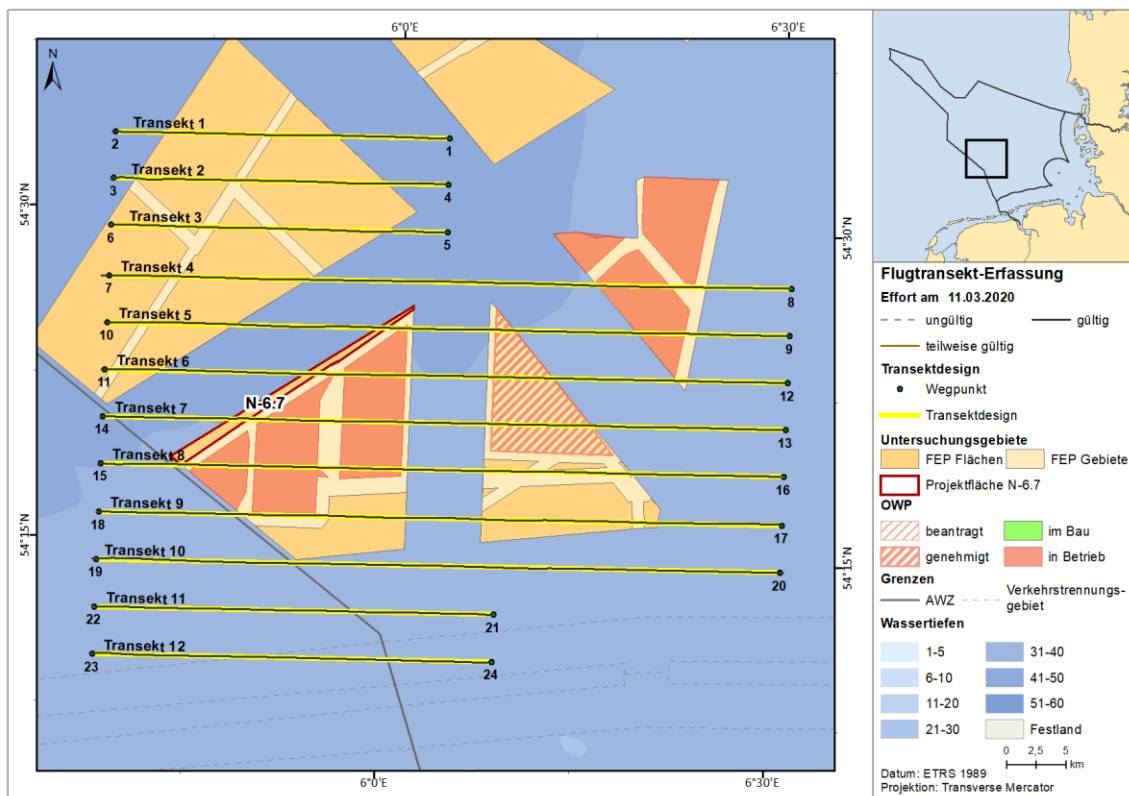 6°0'E
6°30'E
N
Transekt 1
2
1
Transekt 2
3
4
54°30'N
Transekt 3
6
5
54°30'N
Transekt 4
7
8
Transekt 5
10
9
Transekt 6
11
12
N-6.7
Transekt 7
14
13
Transekt 8
15
16
Transekt 9
18
17
54°15'N
Transekt 10
19
20
54°15'N
Transekt 11
22
21
Transekt 12
23
24
6°0'E
6°30'E
Flugtransekt-Erfassung
Effort am 11.03.2020
ungültig
gültig
teilweise gültig
Transektdesign
Wegpunkt
Transektdesign
Untersuchungsgebiete
FEP Flächen
FEP Gebiete
Projektfläche N-6.7
OWP
beantragt
im Bau
genehmigt
in Betrieb
Grenzen
AWZ
Verkehrstrennungs-
gebiet
Wassertiefen
1-5
31-40
6-10
41-50
11-20
51-60
21-30
Festland
0 2,5 5
km
Datum: ETRS 1989
Projektion: Transverse Mercator